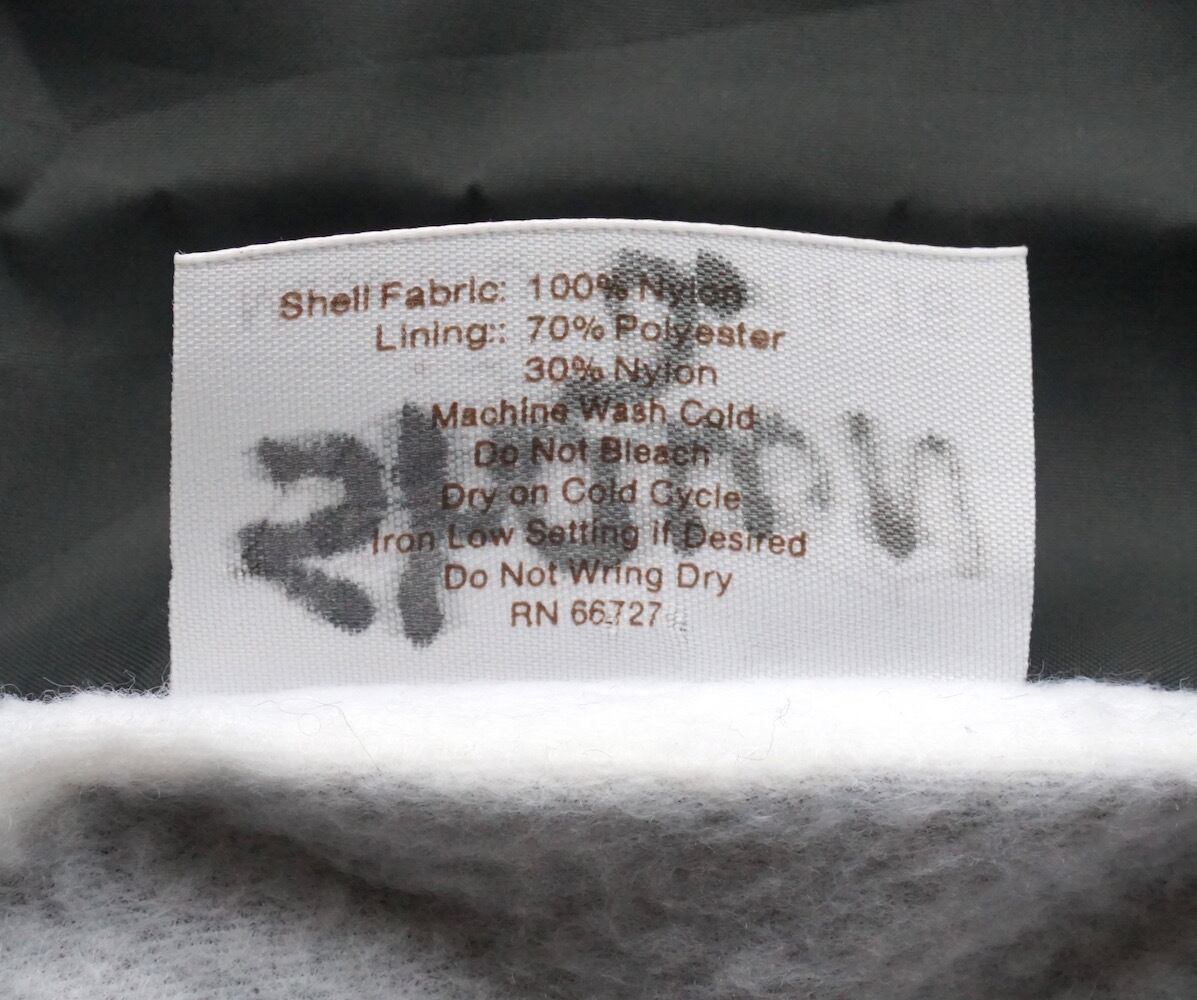 Shell Fabric: 100% Nylon
Lining:: 70% Polyester
30% Nylon
Machine Wash Cold
Do Not Bleach
Dry on Cold Cycle
Iron Low Setting if Desired
Do Not Wring Dry
RN 66727